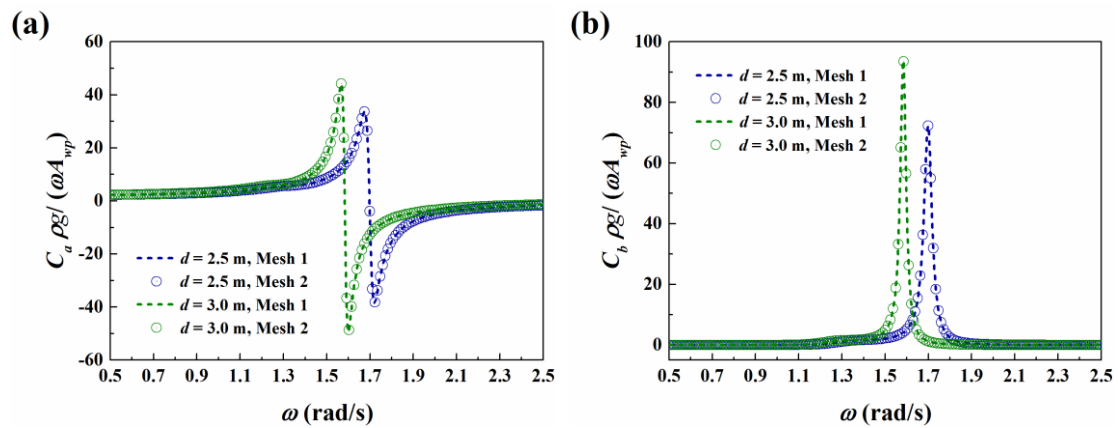 (a)
60
40
20
0
-20
-40
-60
C_a ρg/ (ωA_wp)
d = 2.5 m, Mesh 1
d = 2.5 m, Mesh 2
d = 3.0 m, Mesh 1
d = 3.0 m, Mesh 2
0.5 0.7 0.9 1.1 1.3 1.5 1.7 1.9 2.1 2.3 2.5
ω (rad/s)
(b)
100
80
60
40
20
0
C_b ρg/ (ωA_wp)
d = 2.5 m, Mesh 1
d = 2.5 m, Mesh 2
d = 3.0 m, Mesh 1
d = 3.0 m, Mesh 2
0.5 0.7 0.9 1.1 1.3 1.5 1.7 1.9 2.1 2.3 2.5
ω (rad/s)